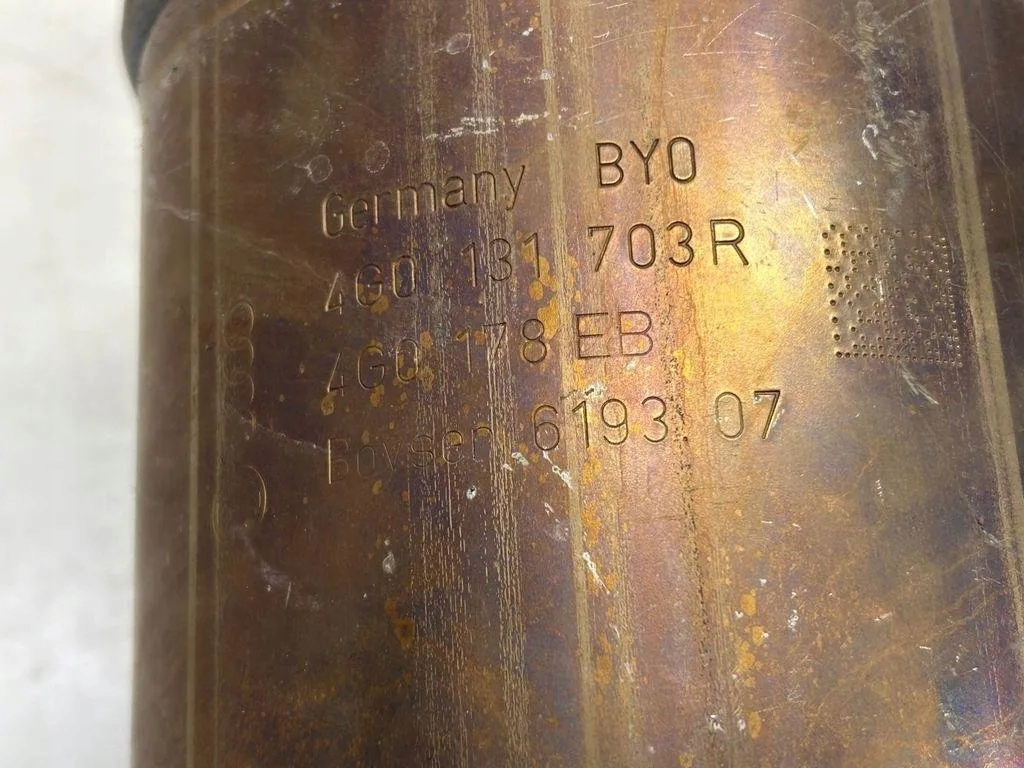 Germany BYO
4G0 131 703R
4G0 178 EB
Boysen 6193 07